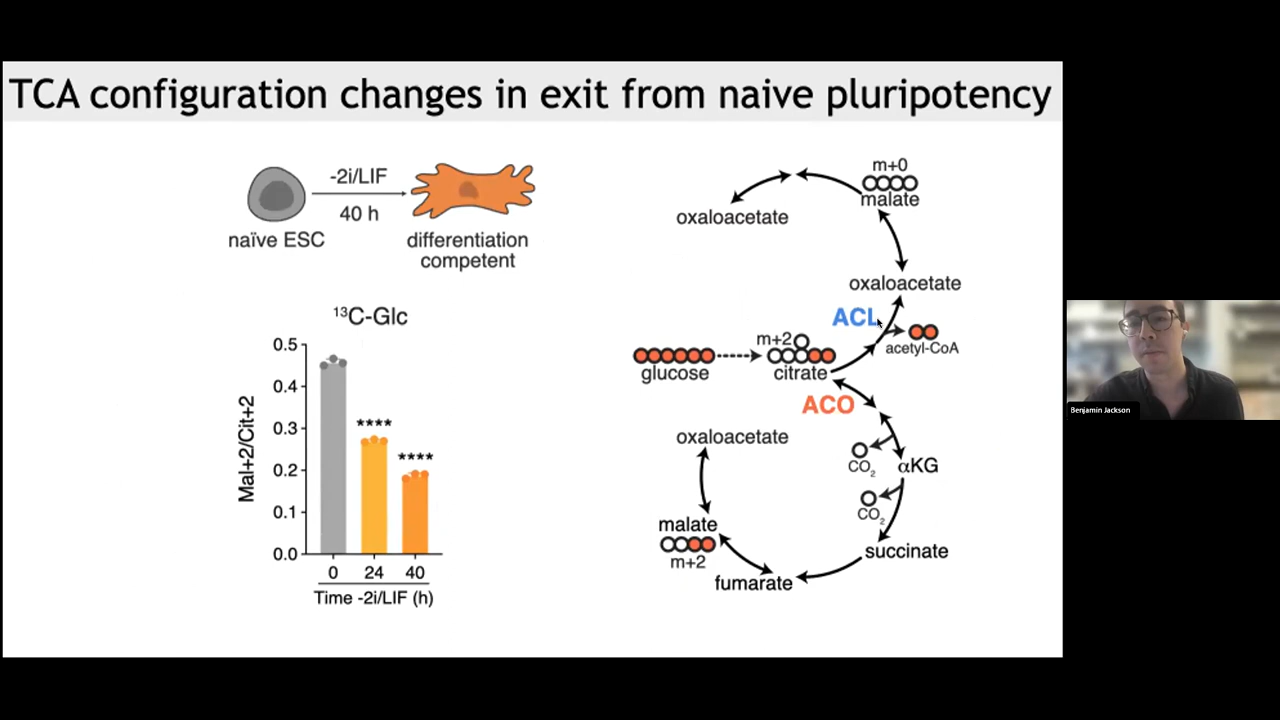 TCA configuration changes in exit from naive pluripotency
-2i/LIF
40 h
naïve ESC
differentiation
competent
¹³C-Glc
Mal+2/Cit+2
0.5
0.4
0.3
0.2
0.1
0.0
****
****
0 24 40
Time -2i/LIF (h)
m+0
malate
oxaloacetate
oxaloacetate
ACL
acetyl-CoA
m+2
glucose
citrate
ACO
oxaloacetate
CO₂
αKG
CO₂
malate
m+2
succinate
fumarate
Benjamin Jackson